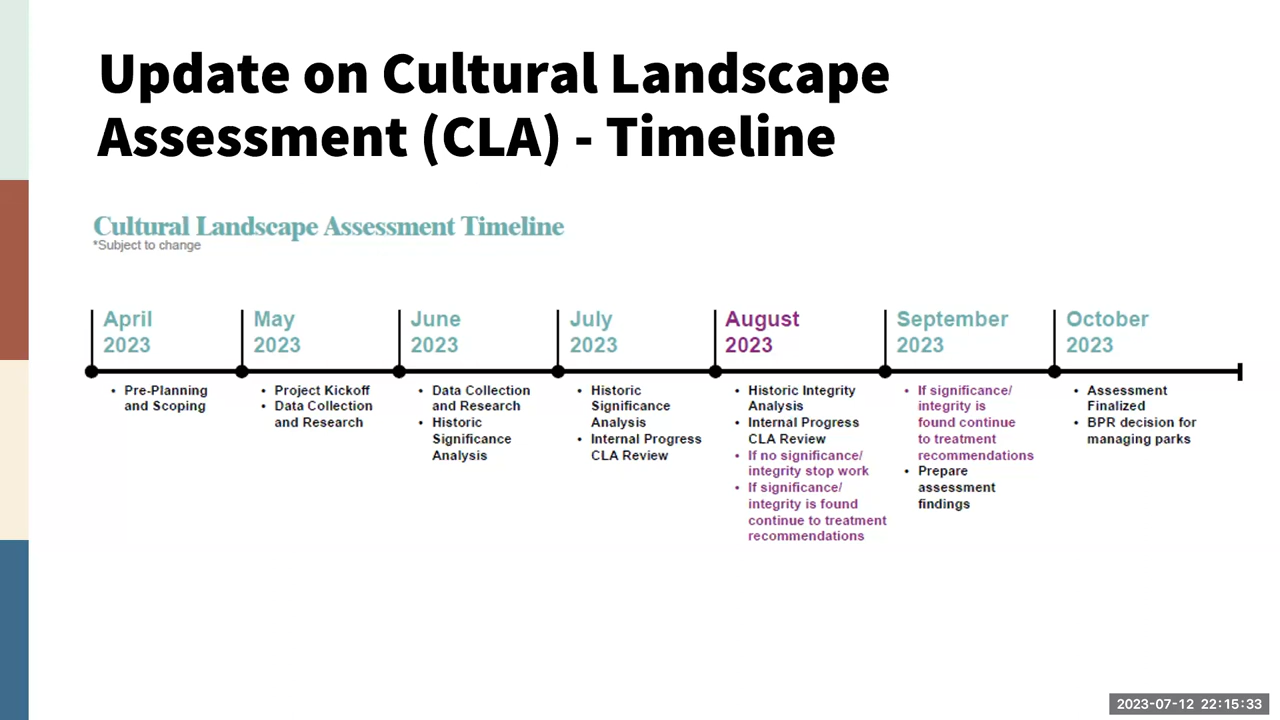 Update on Cultural Landscape
Assessment (CLA) - Timeline
Cultural Landscape Assessment Timeline
*Subject to change
April
2023
• Pre-Planning
and Scoping
May
2023
• Project Kickoff
• Data Collection
and Research
June
2023
• Data Collection
and Research
• Historic
Significance
Analysis
July
2023
• Historic
Significance
Analysis
• Internal Progress
CLA Review
August
2023
• Historic Integrity
Analysis
• Internal Progress
CLA Review
• If no significance/
integrity stop work
• If significance/
integrity is found
continue to treatment
recommendations
September
2023
• If significance/
integrity is
found continue
to treatment
recommendations
• Prepare
assessment
findings
October
2023
• Assessment
Finalized
• BPR decision for
managing parks
2023-07-12 22:15:33